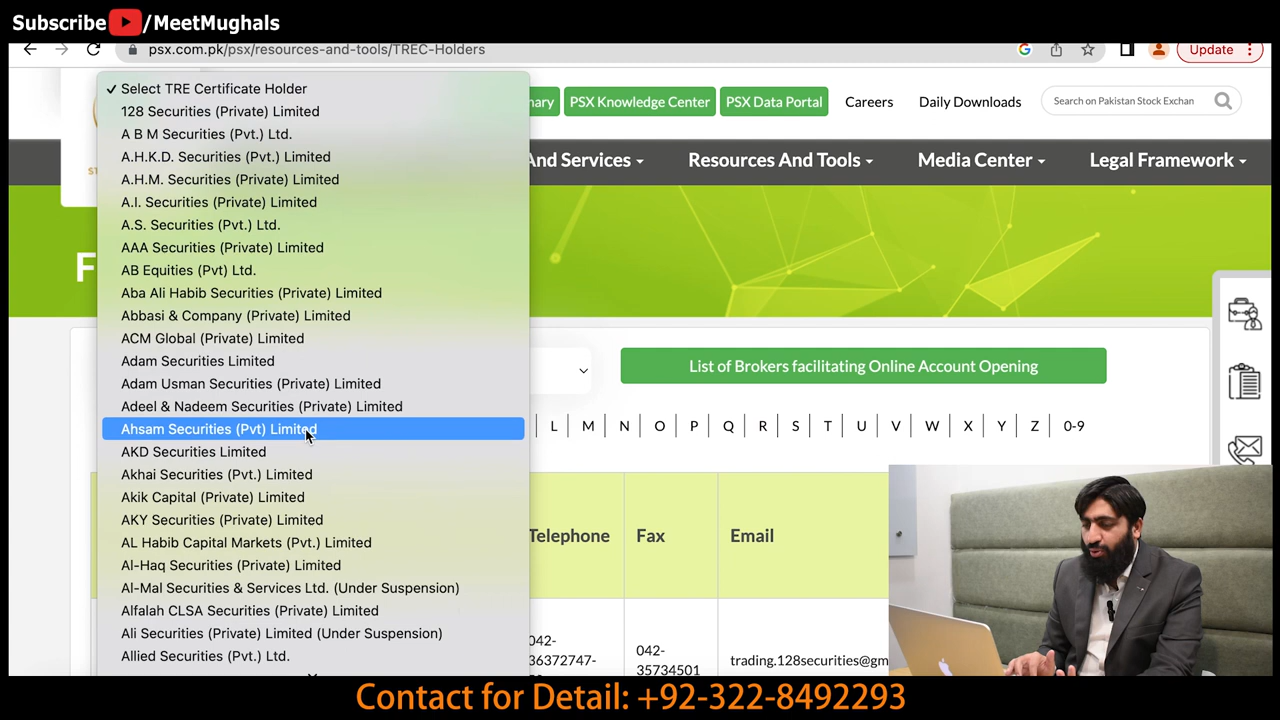 Subscribe /MeetMughals
psx.com.pk/psx/resources-and-tools/TREC-Holders
Update
Select TRE Certificate Holder
128 Securities (Private) Limited
A B M Securities (Pvt.) Ltd.
A.H.K.D. Securities (Pvt.) Limited
A.H.M. Securities (Private) Limited
A.I. Securities (Private) Limited
A.S. Securities (Pvt.) Ltd.
AAA Securities (Private) Limited
AB Equities (Pvt) Ltd.
Aba Ali Habib Securities (Private) Limited
Abbasi & Company (Private) Limited
ACM Global (Private) Limited
Adam Securities Limited
Adam Usman Securities (Private) Limited
Adeel & Nadeem Securities (Private) Limited
Ahsam Securities (Pvt) Limited
AKD Securities Limited
Akhai Securities (Pvt.) Limited
Akik Capital (Private) Limited
AKY Securities (Private) Limited
AL Habib Capital Markets (Pvt.) Limited
Al-Haq Securities (Private) Limited
Al-Mal Securities & Services Ltd. (Under Suspension)
Alfalah CLSA Securities (Private) Limited
Ali Securities (Private) Limited (Under Suspension)
Allied Securities (Pvt.) Ltd.
nary PSX Knowledge Center PSX Data Portal Careers Daily Downloads Search on Pakistan Stock Exchan
And Services Resources And Tools Media Center Legal Framework
F
List of Brokers facilitating Online Account Opening
L | M | N | O | P | Q | R | S | T | U | V | W | X | Y | Z | 0-9
Telephone Fax Email
042-
36372747-
042-
35734501
trading.128securities@gm
Contact for Detail: +92-322-8492293